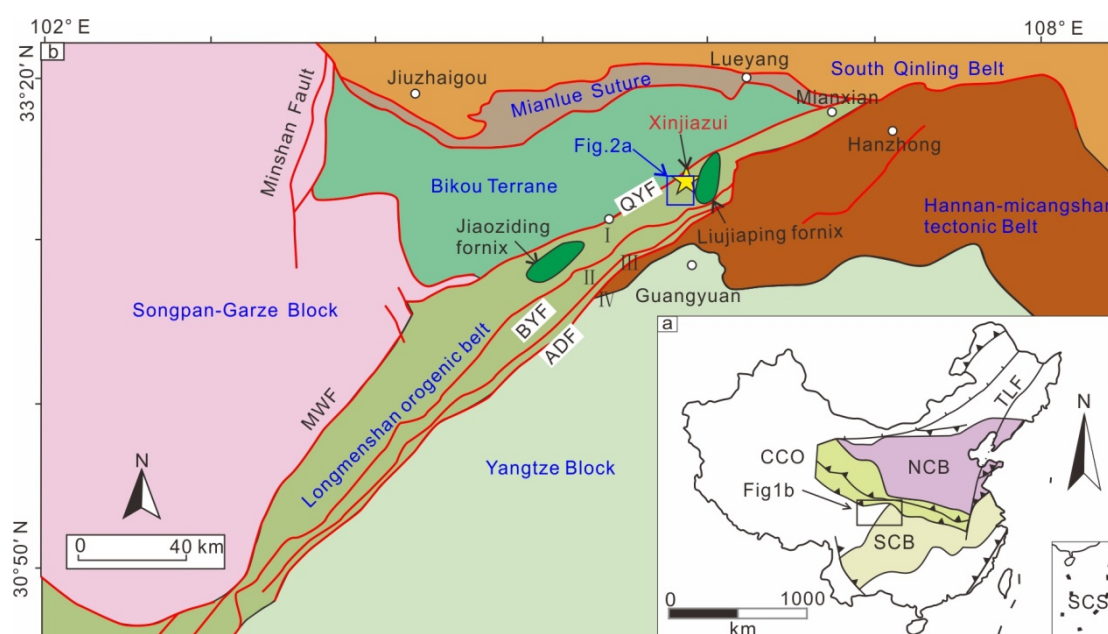 102° E
108° E
b
33°20' N
30°50' N
Jiuzhaigou
Lueyang
South Qinling Belt
Mianlue Suture
Mianxian
Minshan Fault
Xinjiazui
Fig.2a
Hanzhong
Bikou Terrane
QYF
Hannan-micangshan
tectonic Belt
Jiaoziding
fornix
I
Liujiaping fornix
II
III
IV
Guangyuan
Songpan-Garze Block
BYF
ADF
MWF
Longmenshan orogenic belt
Yangtze Block
N
0 40 km
a
TLF
N
CCO
NCB
Fig1b
SCB
SCS
0 1000
km